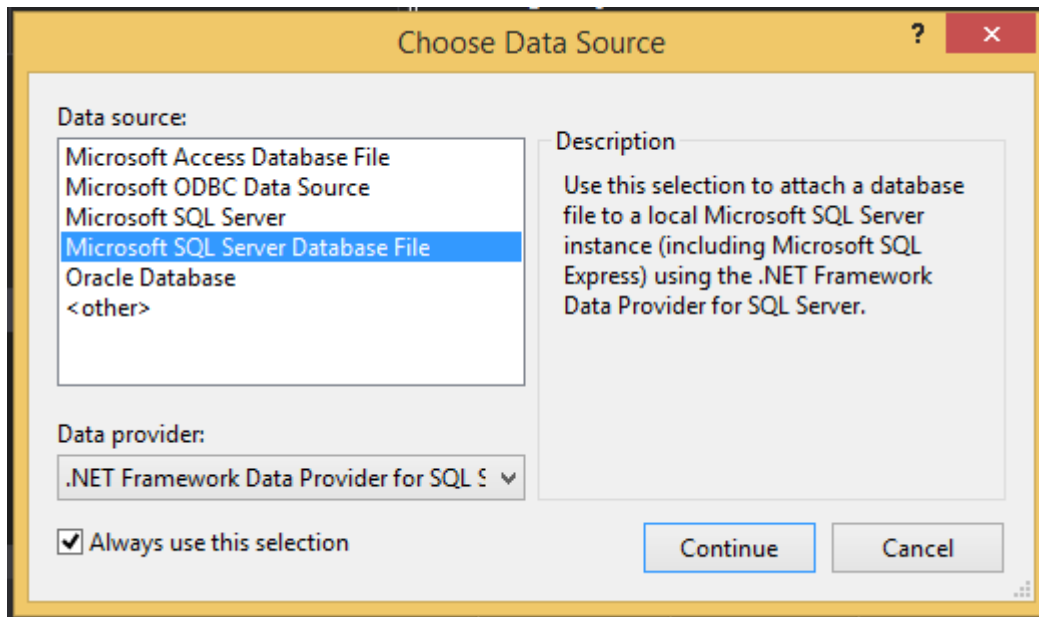 Choose Data Source
?
Data source:
Microsoft Access Database File
Microsoft ODBC Data Source
Microsoft SQL Server
Microsoft SQL Server Database File
Oracle Database
<other>
Description
Use this selection to attach a database
file to a local Microsoft SQL Server
instance (including Microsoft SQL
Express) using the .NET Framework
Data Provider for SQL Server.
Data provider:
.NET Framework Data Provider for SQL S
Always use this selection
Continue
Cancel